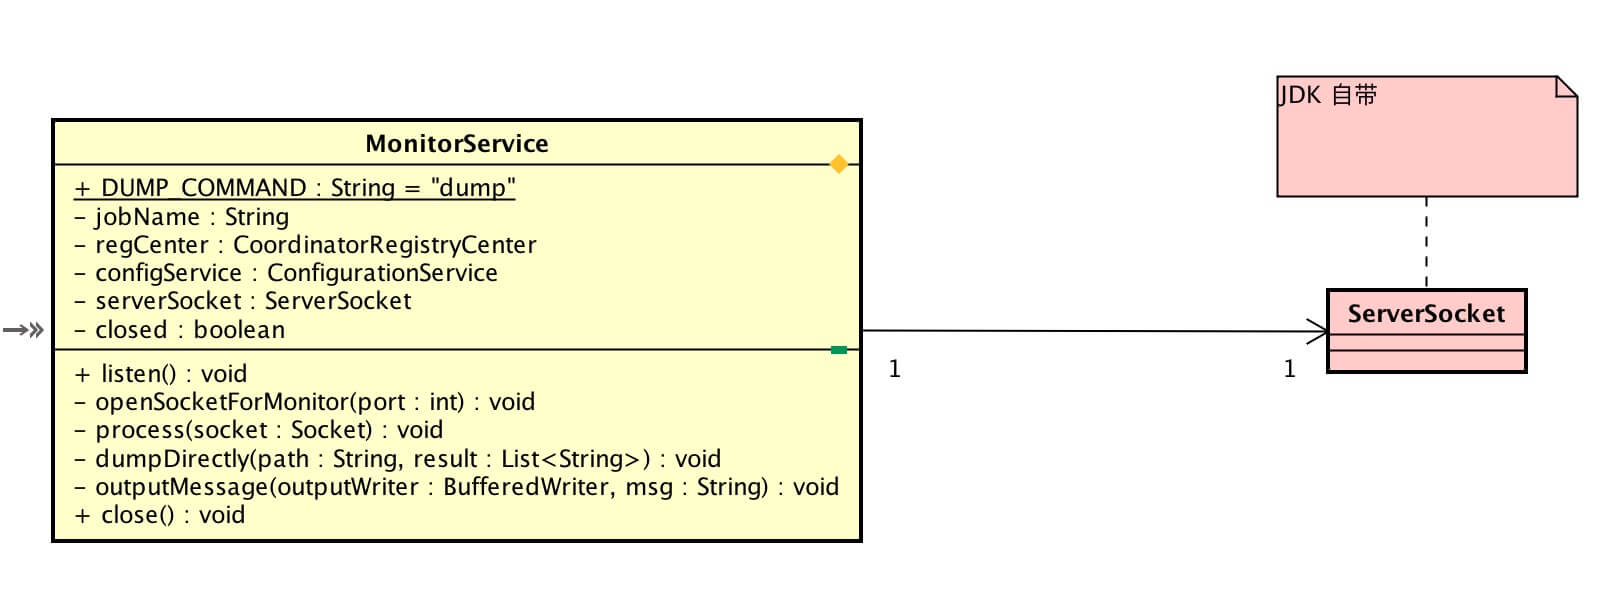 MonitorService
+ DUMP_COMMAND : String = "dump"
- jobName : String
- regCenter : CoordinatorRegistryCenter
- configService : ConfigurationService
- serverSocket : ServerSocket
- closed : boolean
+ listen() : void
- openSocketForMonitor(port : int) : void
- process(socket : Socket) : void
- dumpDirectly(path : String, result : List<String>) : void
- outputMessage(outputWriter : BufferedWriter, msg : String) : void
+ close() : void
1
1
JDK 自带
ServerSocket